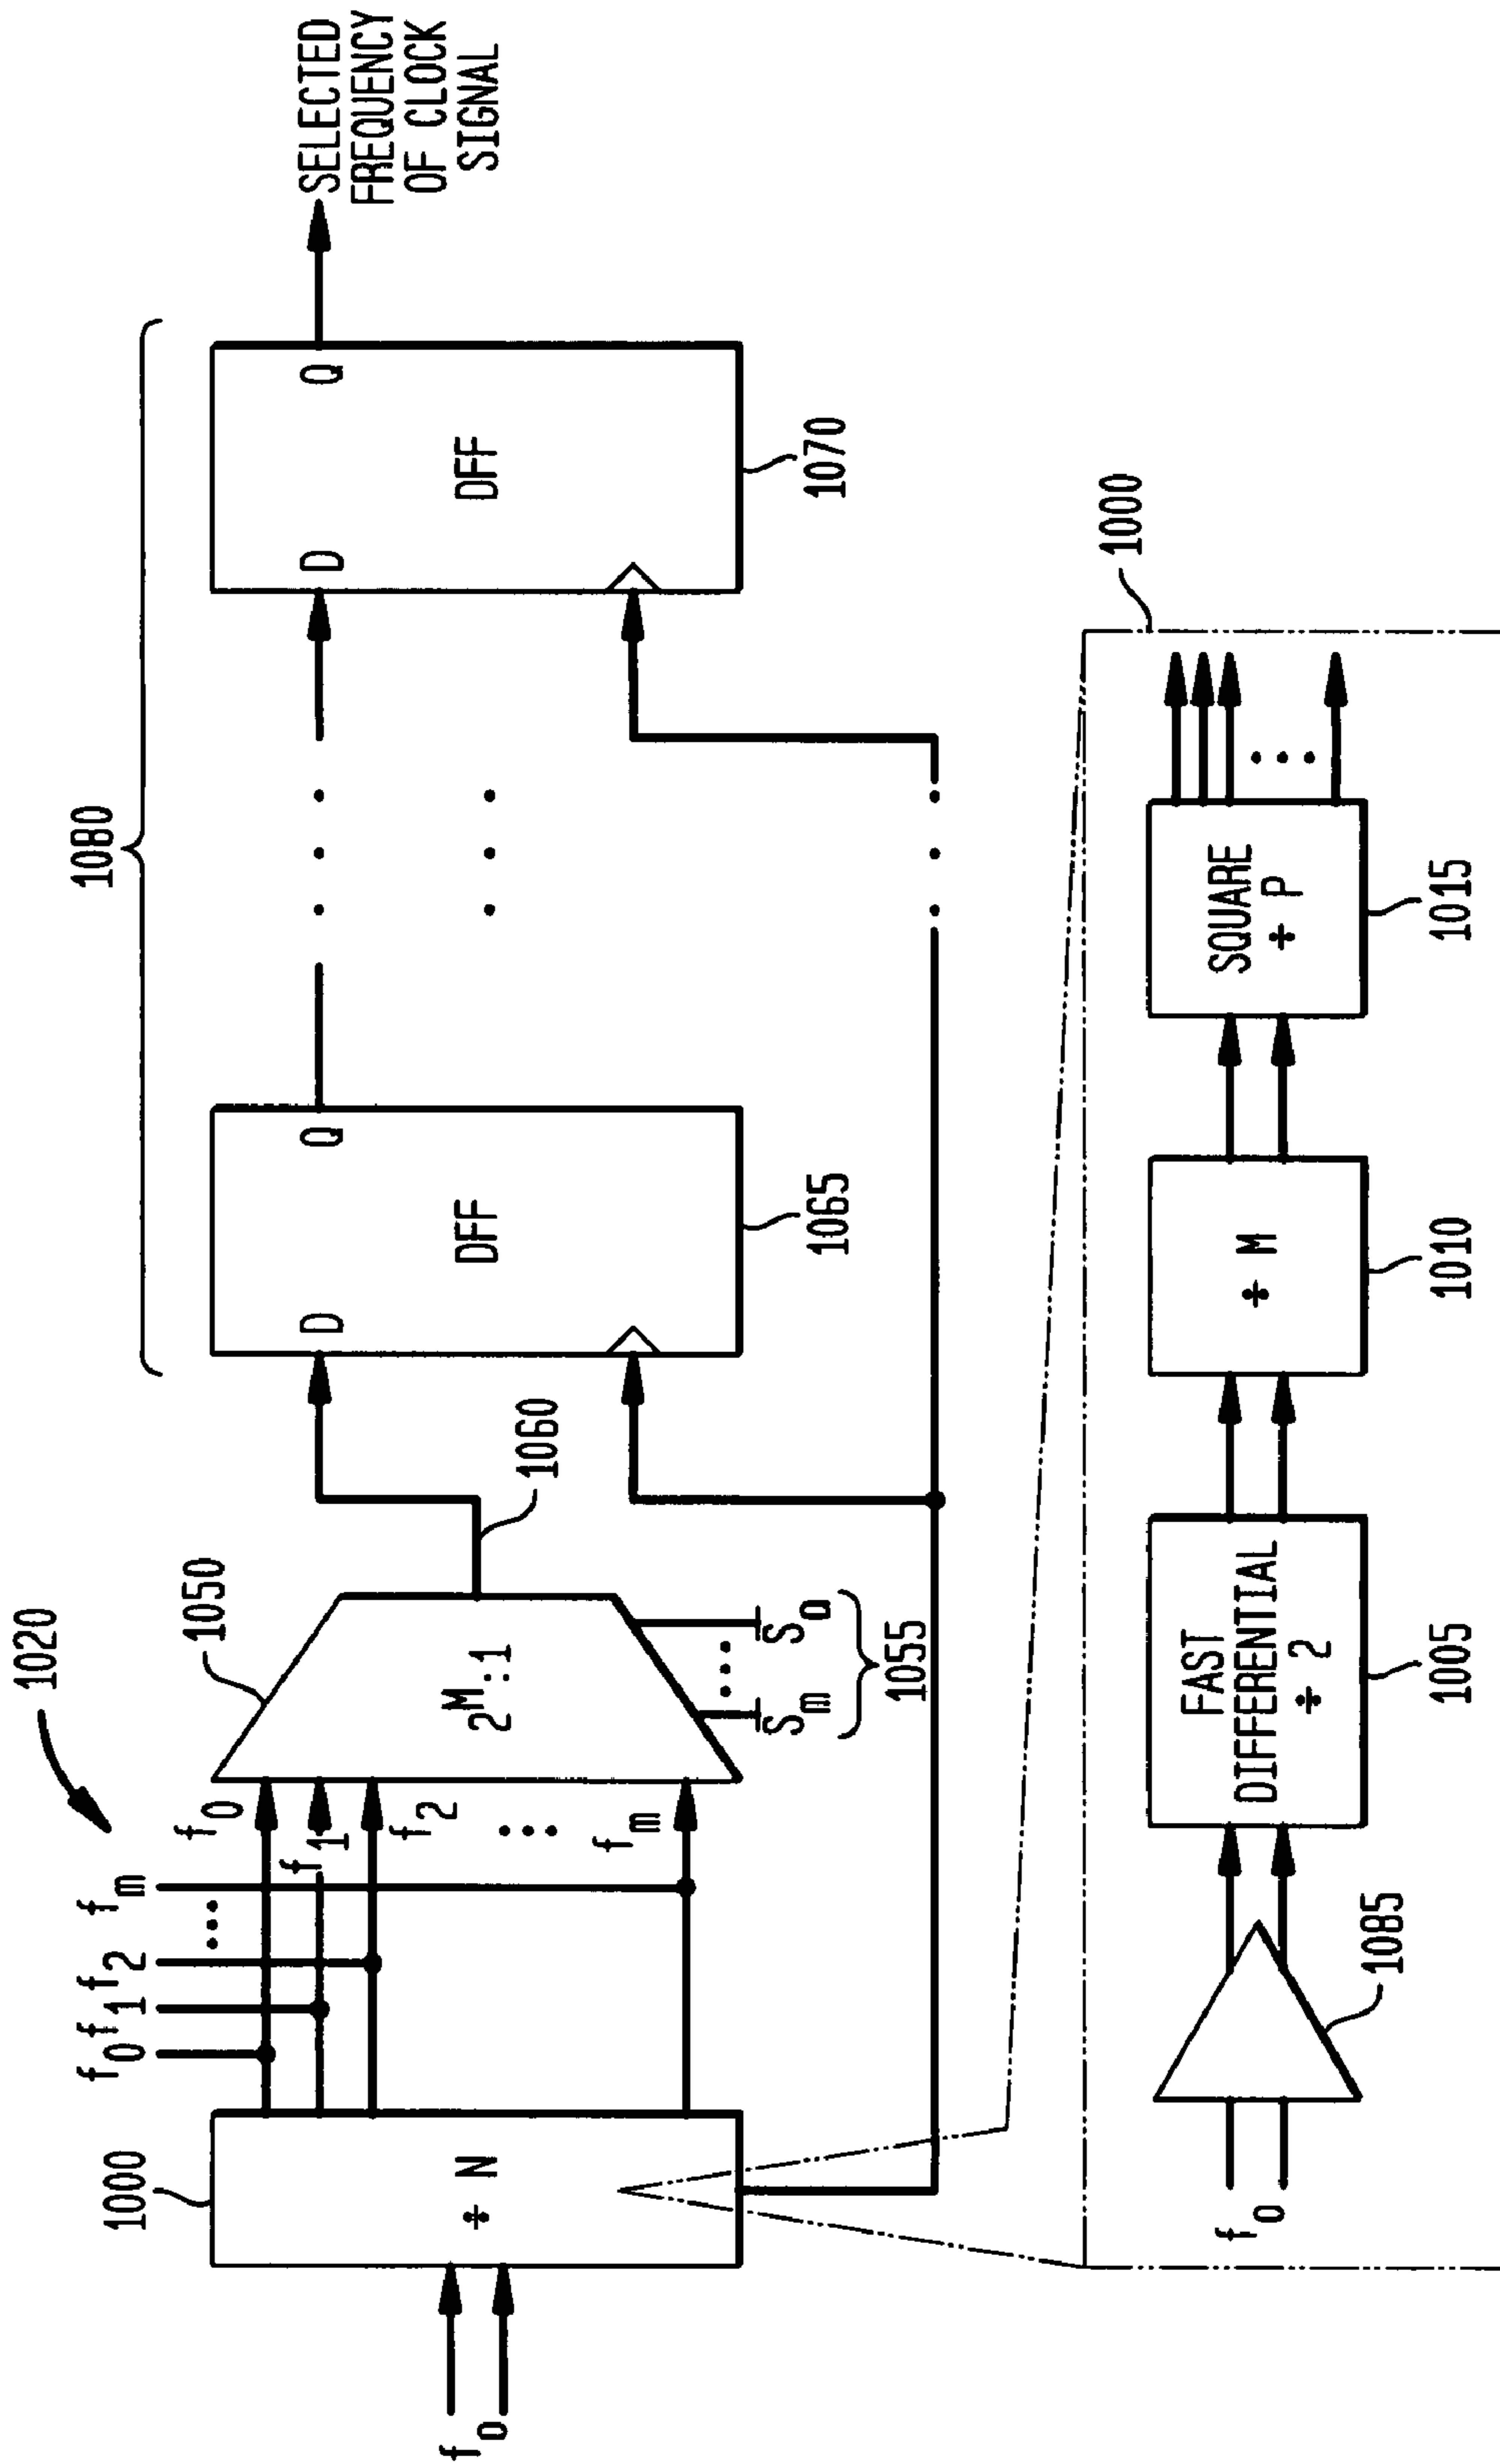 1020
1080
1000
f0 f1 f2 ... fm
f0
f1
f2
fm
÷ N
f0
1050
2^M:1
Sm ... S0
1055
1060
D Q
DFF
1065
D Q
DFF
1070
SELECTED
FREQUENCY
OF CLOCK
SIGNAL
1000
f0
1085
FAST
DIFFERENTIAL
÷ 2
1005
÷ M
1010
SQUARE
÷ P
1015